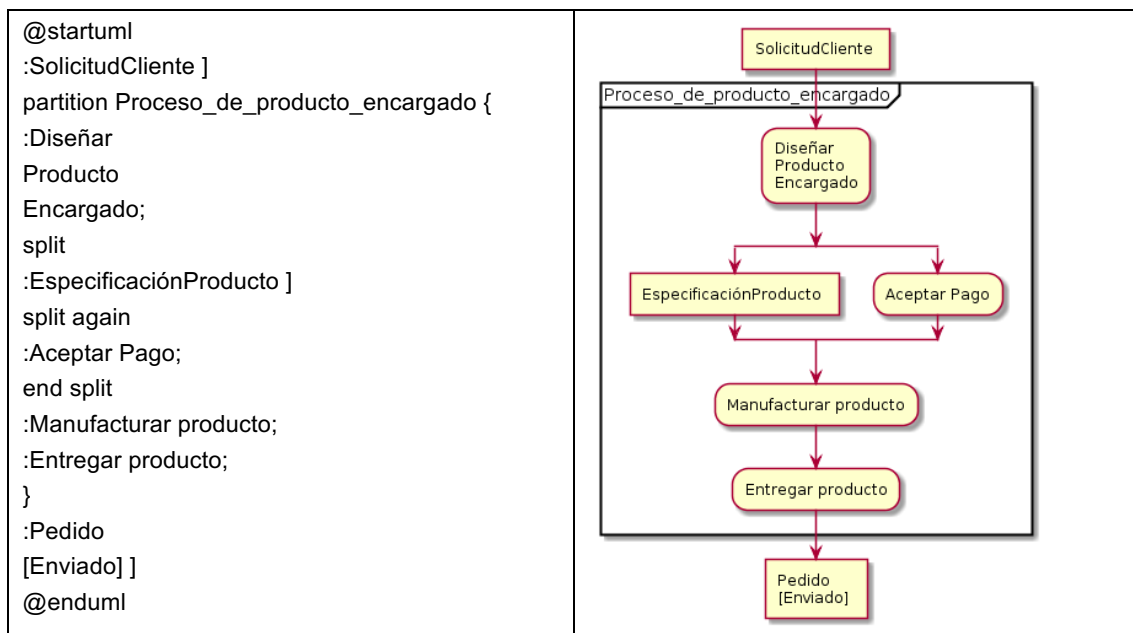 @startuml
:SolicitudCliente ]
partition Proceso_de_producto_encargado {
:Diseñar
Producto
Encargado;
split
:EspecificaciónProducto ]
split again
:Aceptar Pago;
end split
:Manufacturar producto;
:Entregar producto;
}
:Pedido
[Enviado] ]
@enduml
SolicitudCliente
Proceso_de_producto_encargado
Diseñar
Producto
Encargado
EspecificaciónProducto
Aceptar Pago
Manufacturar producto
Entregar producto
Pedido
[Enviado]